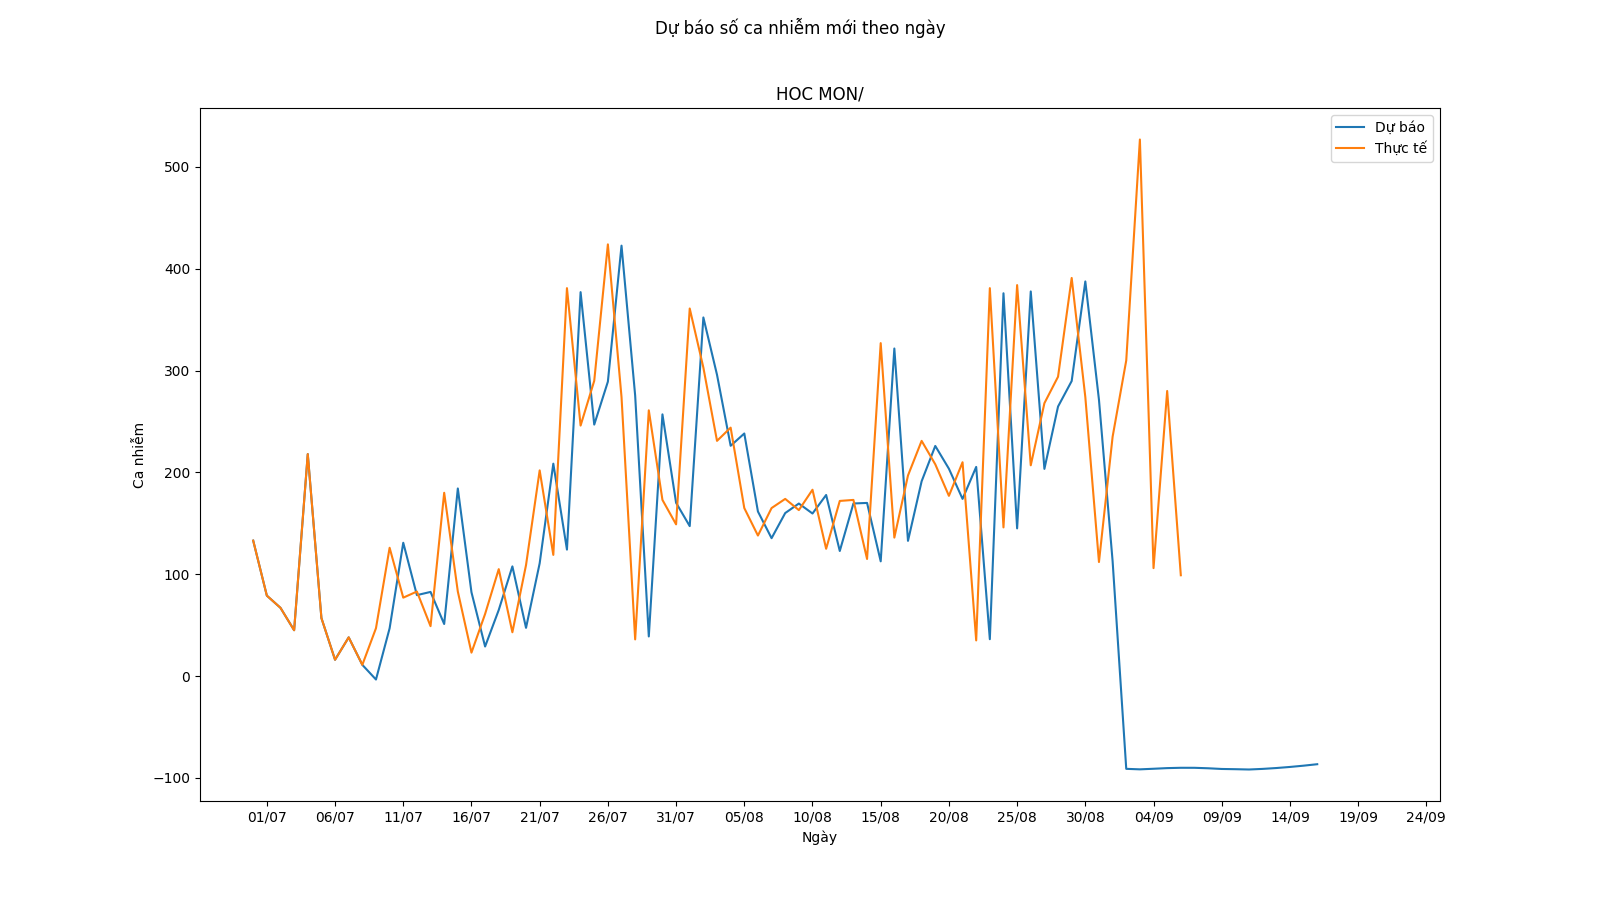 Dự báo số ca nhiễm mới theo ngày
HOC MON/
Dự báo
Thực tế
500
400
300
200
100
0
−100
Ca nhiễm
01/07 06/07 11/07 16/07 21/07 26/07 31/07 05/08 10/08 15/08 20/08 25/08 30/08 04/09 09/09 14/09 19/09 24/09
Ngày